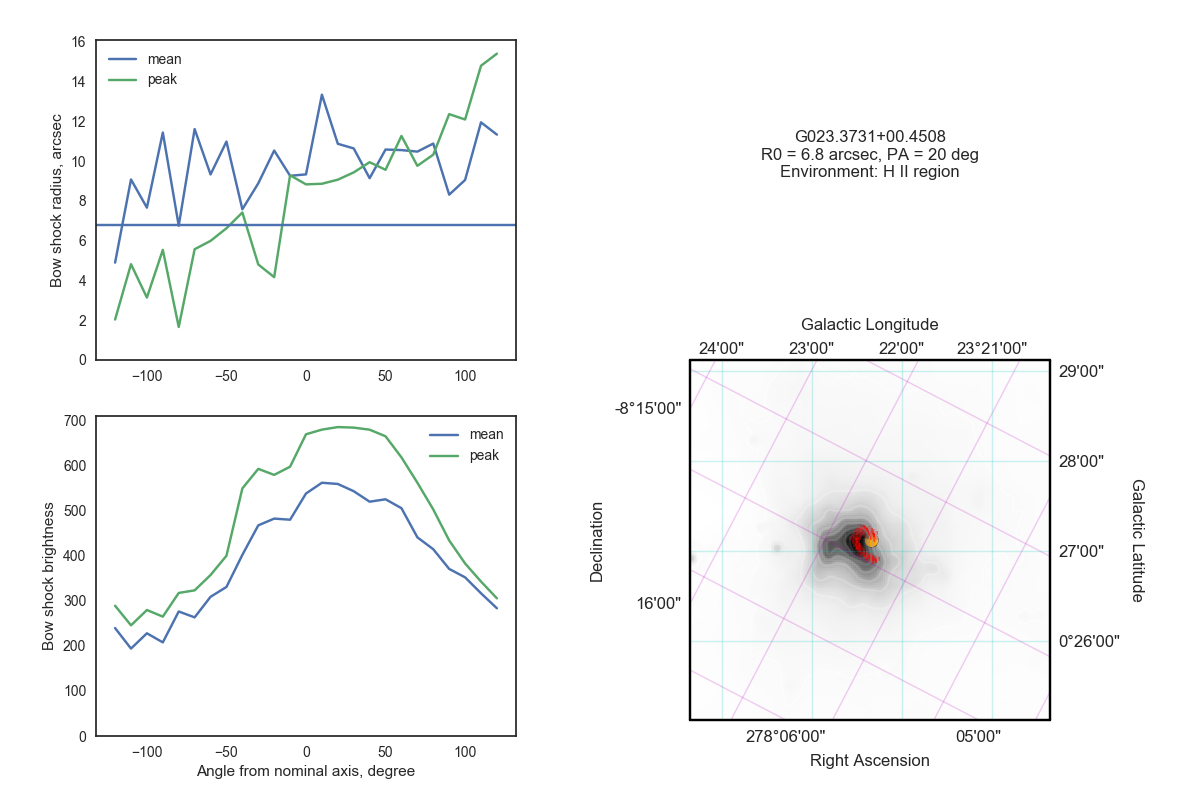 16
14
12
10
8
6
4
2
0
mean
peak
Bow shock radius, arcsec
−100
−50
0
50
100
G023.3731+00.4508
R0 = 6.8 arcsec, PA = 20 deg
Environment: H II region
700
600
500
400
300
200
100
0
mean
peak
Bow shock brightness
−100
−50
0
50
100
Angle from nominal axis, degree
Galactic Longitude
24'00"
23'00"
22'00"
23°21'00"
-8°15'00"
16'00"
Declination
29'00"
28'00"
27'00"
0°26'00"
Galactic Latitude
278°06'00"
05'00"
Right Ascension